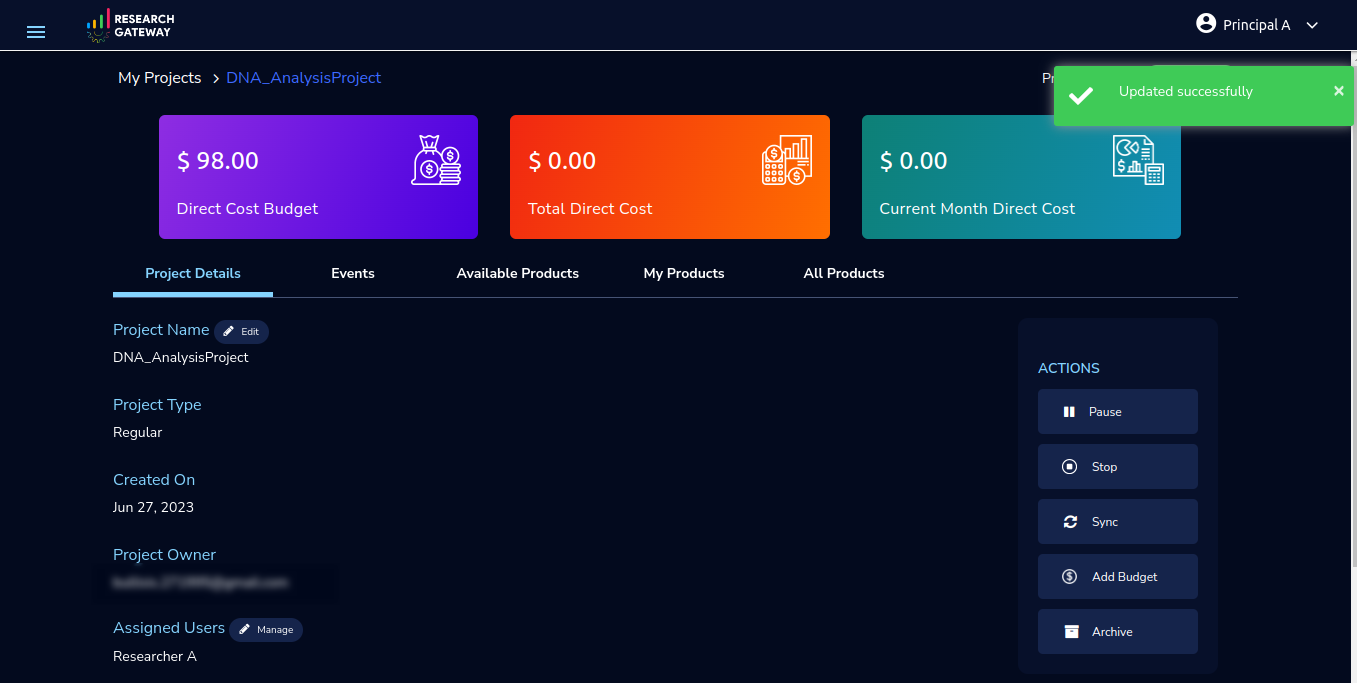 RESEARCH
GATEWAY
Principal A
My Projects > DNA_AnalysisProject
Updated successfully ×
$ 98.00
Direct Cost Budget
$ 0.00
Total Direct Cost
$ 0.00
Current Month Direct Cost
Project Details Events Available Products My Products All Products
Project Name Edit
DNA_AnalysisProject
Project Type
Regular
Created On
Jun 27, 2023
Project Owner
Assigned Users Manage
Researcher A
ACTIONS
Pause
Stop
Sync
Add Budget
Archive